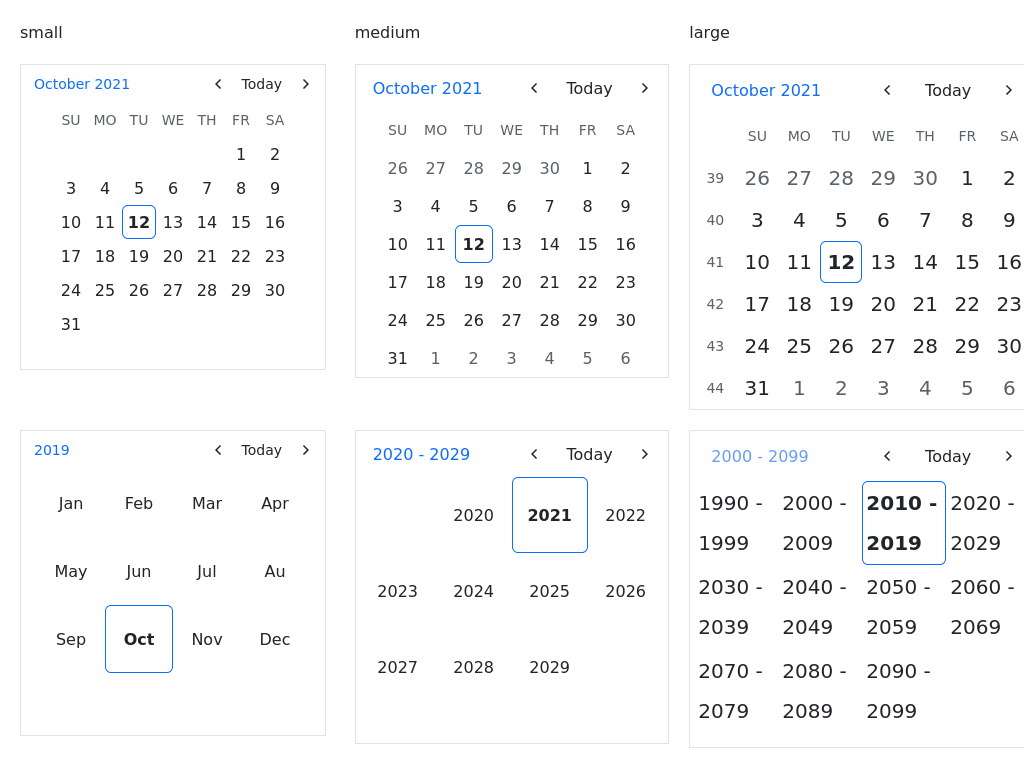 small
medium
large
October 2021 Today
SU MO TU WE TH FR SA
1 2
3 4 5 6 7 8 9
10 11 12 13 14 15 16
17 18 19 20 21 22 23
24 25 26 27 28 29 30
31
October 2021 Today
SU MO TU WE TH FR SA
26 27 28 29 30 1 2
3 4 5 6 7 8 9
10 11 12 13 14 15 16
17 18 19 20 21 22 23
24 25 26 27 28 29 30
31 1 2 3 4 5 6
October 2021 Today
SU MO TU WE TH FR SA
39 26 27 28 29 30 1 2
40 3 4 5 6 7 8 9
41 10 11 12 13 14 15 16
42 17 18 19 20 21 22 23
43 24 25 26 27 28 29 30
44 31 1 2 3 4 5 6
2019 Today
Jan Feb Mar Apr
May Jun Jul Au
Sep Oct Nov Dec
2020 - 2029 Today
2020 2021 2022
2023 2024 2025 2026
2027 2028 2029
2000 - 2099 Today
1990 - 2000 - 2010 - 2020 -
1999 2009 2019 2029
2030 - 2040 - 2050 - 2060 -
2039 2049 2059 2069
2070 - 2080 - 2090 -
2079 2089 2099